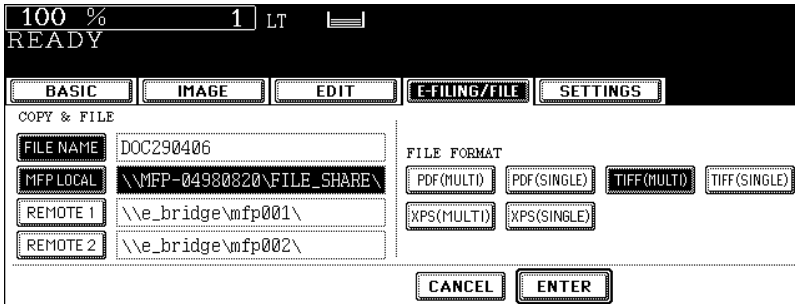 100 % 1 LT
READY
BASIC IMAGE EDIT E-FILING/FILE SETTINGS
COPY & FILE
FILE NAME DOC290406
MFP LOCAL \\MFP-04980820\FILE_SHARE\
REMOTE 1 \\e_bridge\mfp001\
REMOTE 2 \\e_bridge\mfp002\
FILE FORMAT
PDF(MULTI) PDF(SINGLE) TIFF(MULTI) TIFF(SINGLE)
XPS(MULTI) XPS(SINGLE)
CANCEL ENTER